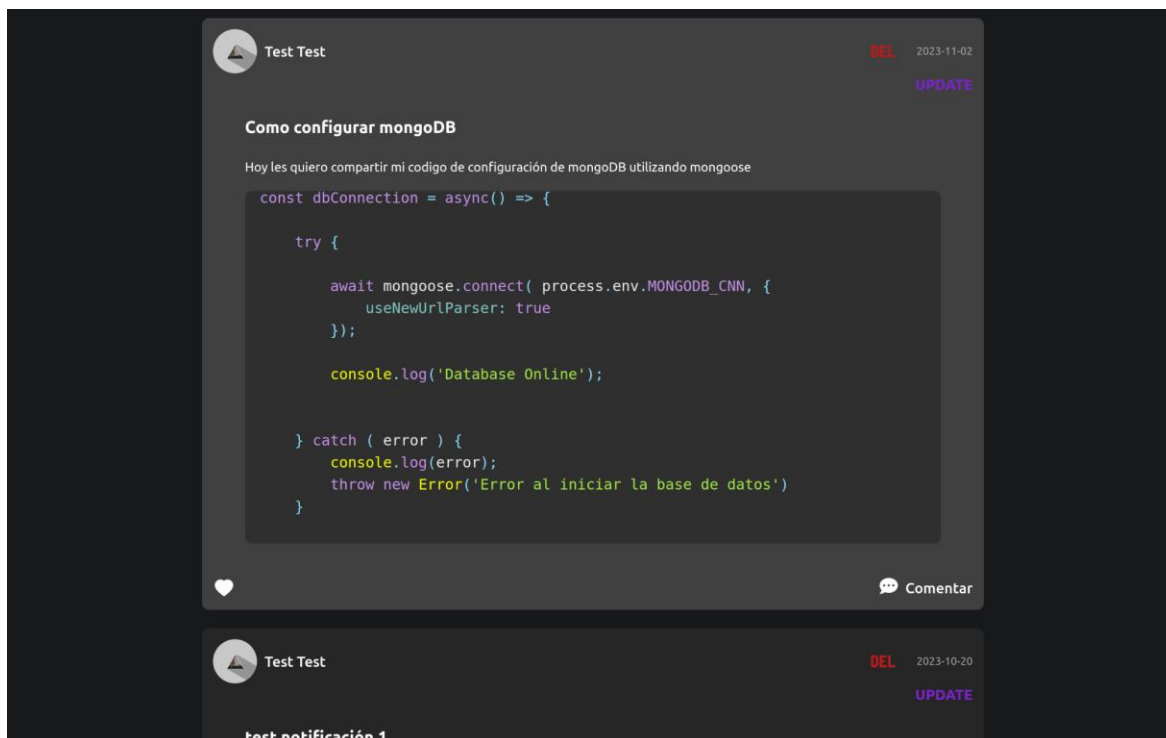 Test Test
DEL 2023-11-02
UPDATE
Como configurar mongoDB
Hoy les quiero compartir mi codigo de configuración de mongoDB utilizando mongoose
const dbConnection = async() => {
try {
await mongoose.connect( process.env.MONGODB_CNN, {
useNewUrlParser: true
});
console.log('Database Online');
} catch ( error ) {
console.log(error);
throw new Error('Error al iniciar la base de datos')
}
Comentar
Test Test
DEL 2023-10-20
UPDATE
test notificación 1